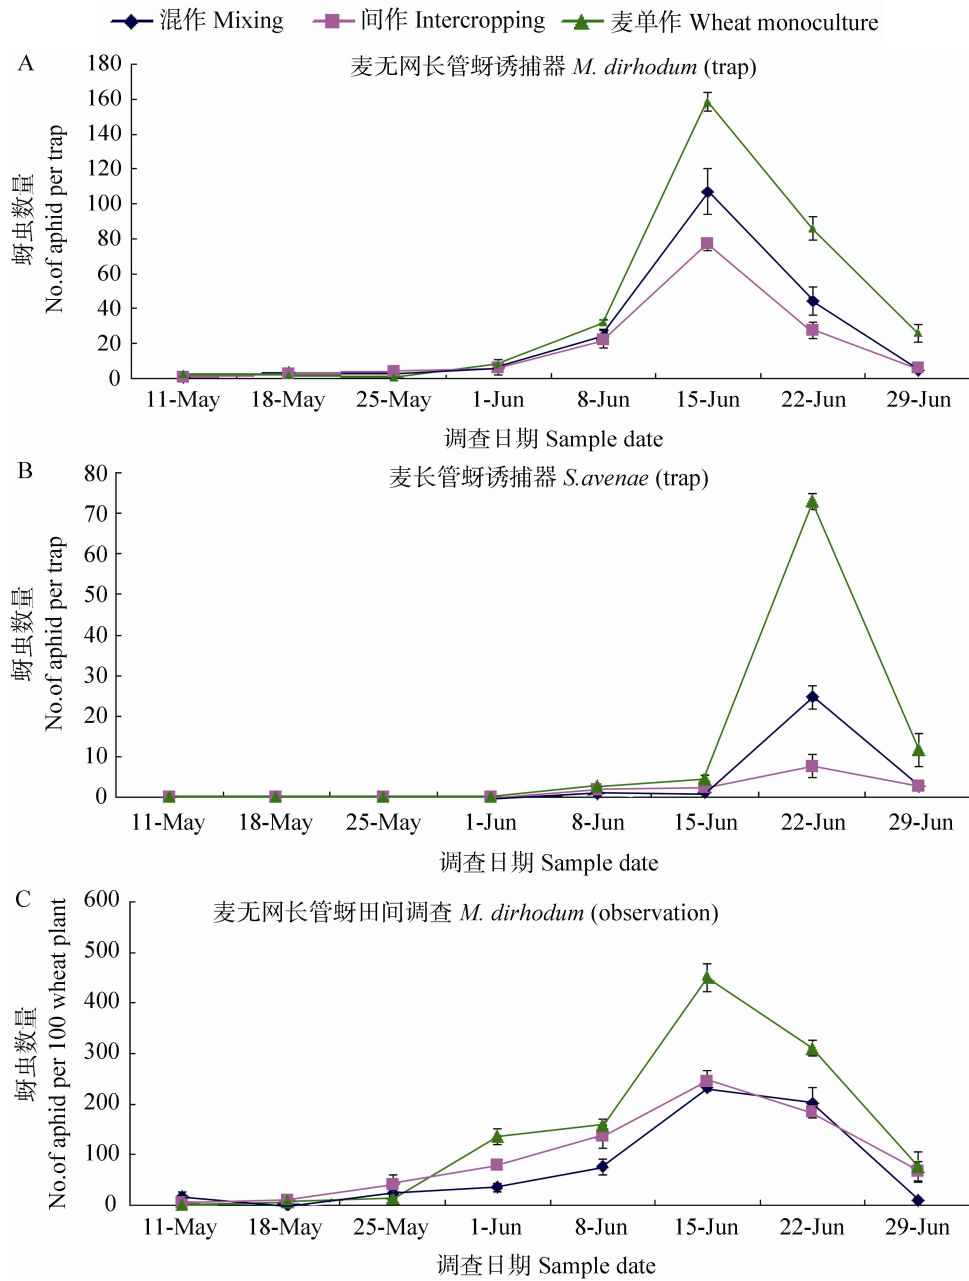 混作 Mixing 间作 Intercropping 麦单作 Wheat monoculture
A
麦无网长管蚜诱捕器 M. dirhodum (trap)
蚜虫数量
No.of aphid per trap
180
160
140
120
100
80
60
40
20
0
11-May 18-May 25-May 1-Jun 8-Jun 15-Jun 22-Jun 29-Jun
调查日期 Sample date
B
麦长管蚜诱捕器 S.avenae (trap)
蚜虫数量
No.of aphid per trap
80
70
60
50
40
30
20
10
0
11-May 18-May 25-May 1-Jun 8-Jun 15-Jun 22-Jun 29-Jun
调查日期 Sample date
C
麦无网长管蚜田间调查 M. dirhodum (observation)
蚜虫数量
No.of aphid per 100 wheat plant
600
500
400
300
200
100
0
11-May 18-May 25-May 1-Jun 8-Jun 15-Jun 22-Jun 29-Jun
调查日期 Sample date